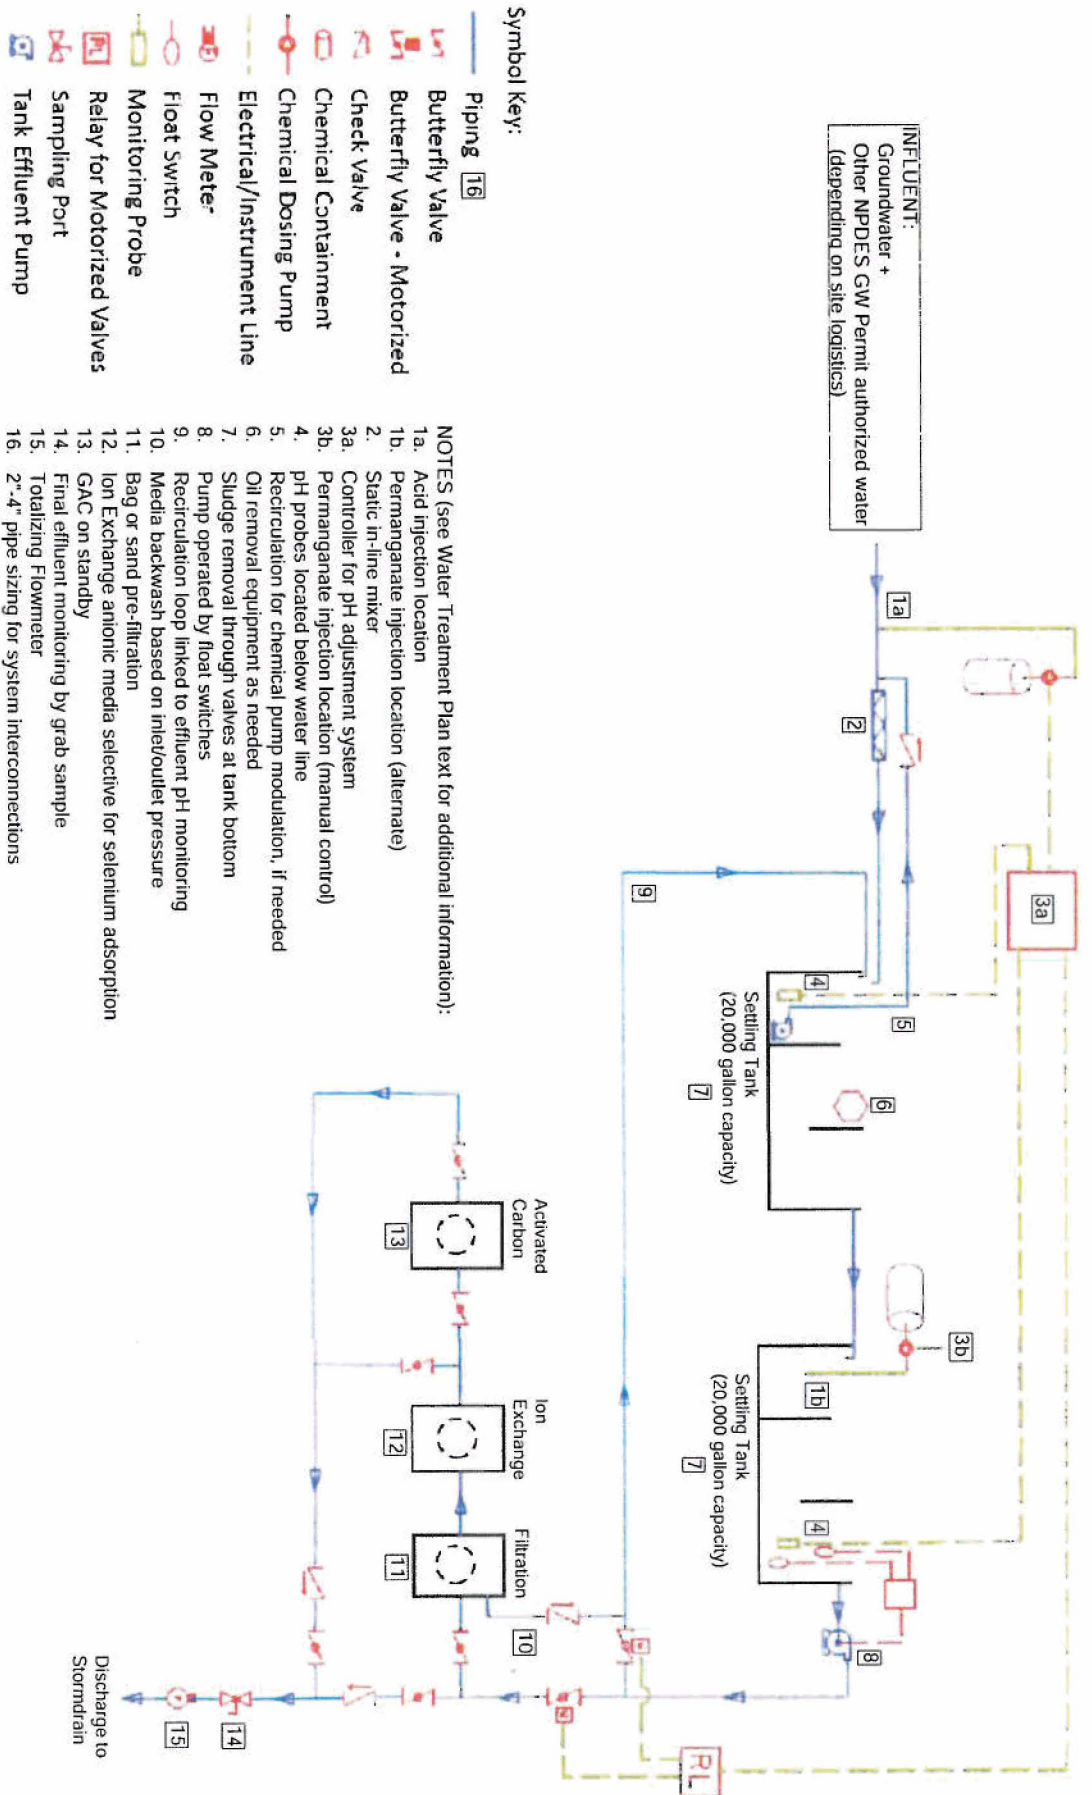 INFLUENT:
Groundwater +
Other NPDES GW Permit authorized water
(depending on site logistics)
1a
2
3a
9
4
5
Settling Tank
(20,000 gallon capacity)
7
6
3b
1b
Settling Tank
(20,000 gallon capacity)
7
4
8
RL
Activated
Carbon
13
Ion
Exchange
12
Filtration
11
10
14
15
Discharge to
Stormdrain
Symbol Key:
Piping 16
Butterfly Valve
Butterfly Valve - Motorized
Check Valve
Chemical Containment
Chemical Dosing Pump
Electrical/Instrument Line
Flow Meter
Float Switch
Monitoring Probe
RL Relay for Motorized Valves
Sampling Port
Tank Effluent Pump
NOTES (see Water Treatment Plan text for additional information):
1a. Acid injection location
1b. Permanganate injection location (alternate)
2. Static in-line mixer
3a. Controller for pH adjustment system
3b. Permanganate injection location (manual control)
4. pH probes located below water line
5. Recirculation for chemical pump modulation, if needed
6. Oil removal equipment as needed
7. Sludge removal through valves at tank bottom
8. Pump operated by float switches
9. Recirculation loop linked to effluent pH monitoring
10. Media backwash based on inlet/outlet pressure
11. Bag or sand pre-filtration
12. Ion Exchange anionic media selective for selenium adsorption
13. GAC on standby
14. Final effluent monitoring by grab sample
15. Totalizing Flowmeter
16. 2"-4" pipe sizing for system interconnections